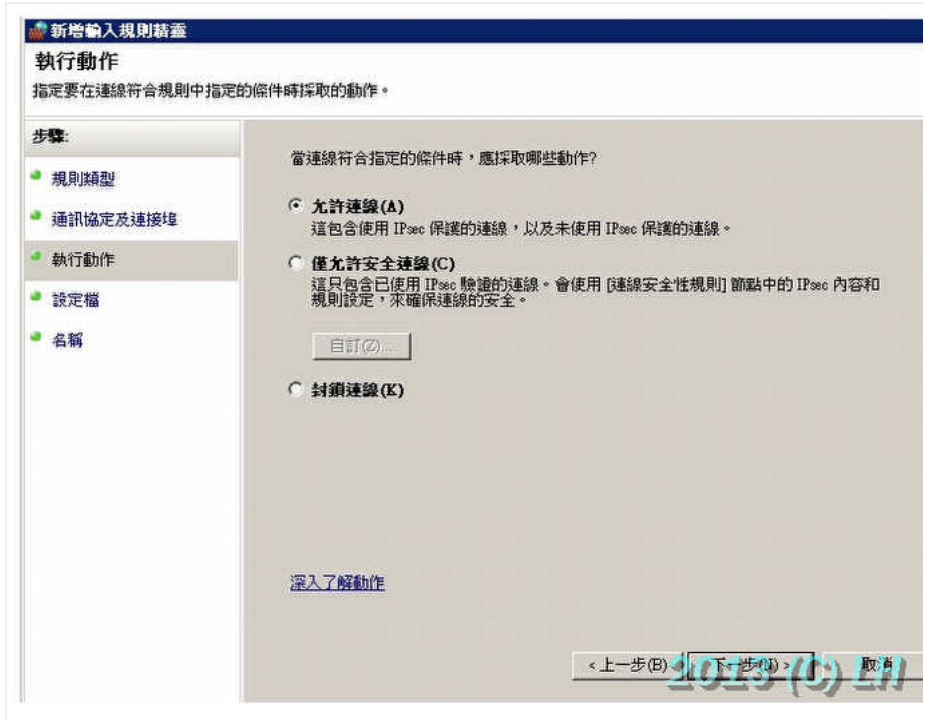 新增輸入規則精靈
執行動作
指定要在連線符合規則中指定的條件時採取的動作。
步驟:
規則類型
通訊協定及連接埠
執行動作
設定檔
名稱
當連線符合指定的條件時，應採取哪些動作?
允許連線(A)
這包含使用 IPsec 保護的連線，以及未使用 IPsec 保護的連線。
僅允許安全連線(C)
這只包含已使用 IPsec 驗證的連線。會使用 [連線安全性規則] 節點中的 IPsec 內容和
規則設定，來確保連線的安全。
自訂(Z)...
封鎖連線(K)
深入了解動作
<上一步(B) 下一步(N)> 取消
2013 (C) LH